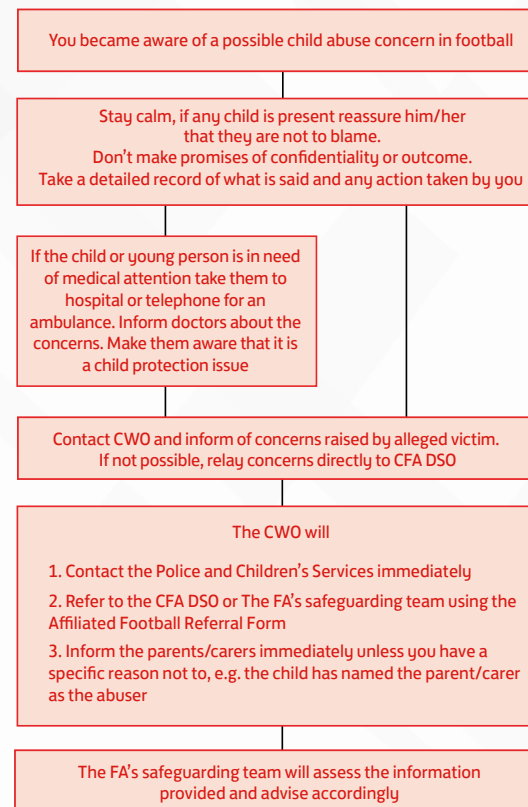 You became aware of a possible child abuse concern in football
Stay calm, if any child is present reassure him/her
that they are not to blame.
Don't make promises of confidentiality or outcome.
Take a detailed record of what is said and any action taken by you
If the child or young person is in need
of medical attention take them to
hospital or telephone for an
ambulance. Inform doctors about the
concerns. Make them aware that it is
a child protection issue
Contact CWO and inform of concerns raised by alleged victim.
If not possible, relay concerns directly to CFA DSO
The CWO will
1. Contact the Police and Children's Services immediately
2. Refer to the CFA DSO or The FA's safeguarding team using the
Affiliated Football Referral Form
3. Inform the parents/carers immediately unless you have a
specific reason not to, e.g. the child has named the parent/carer
as the abuser
The FA's safeguarding team will assess the information
provided and advise accordingly